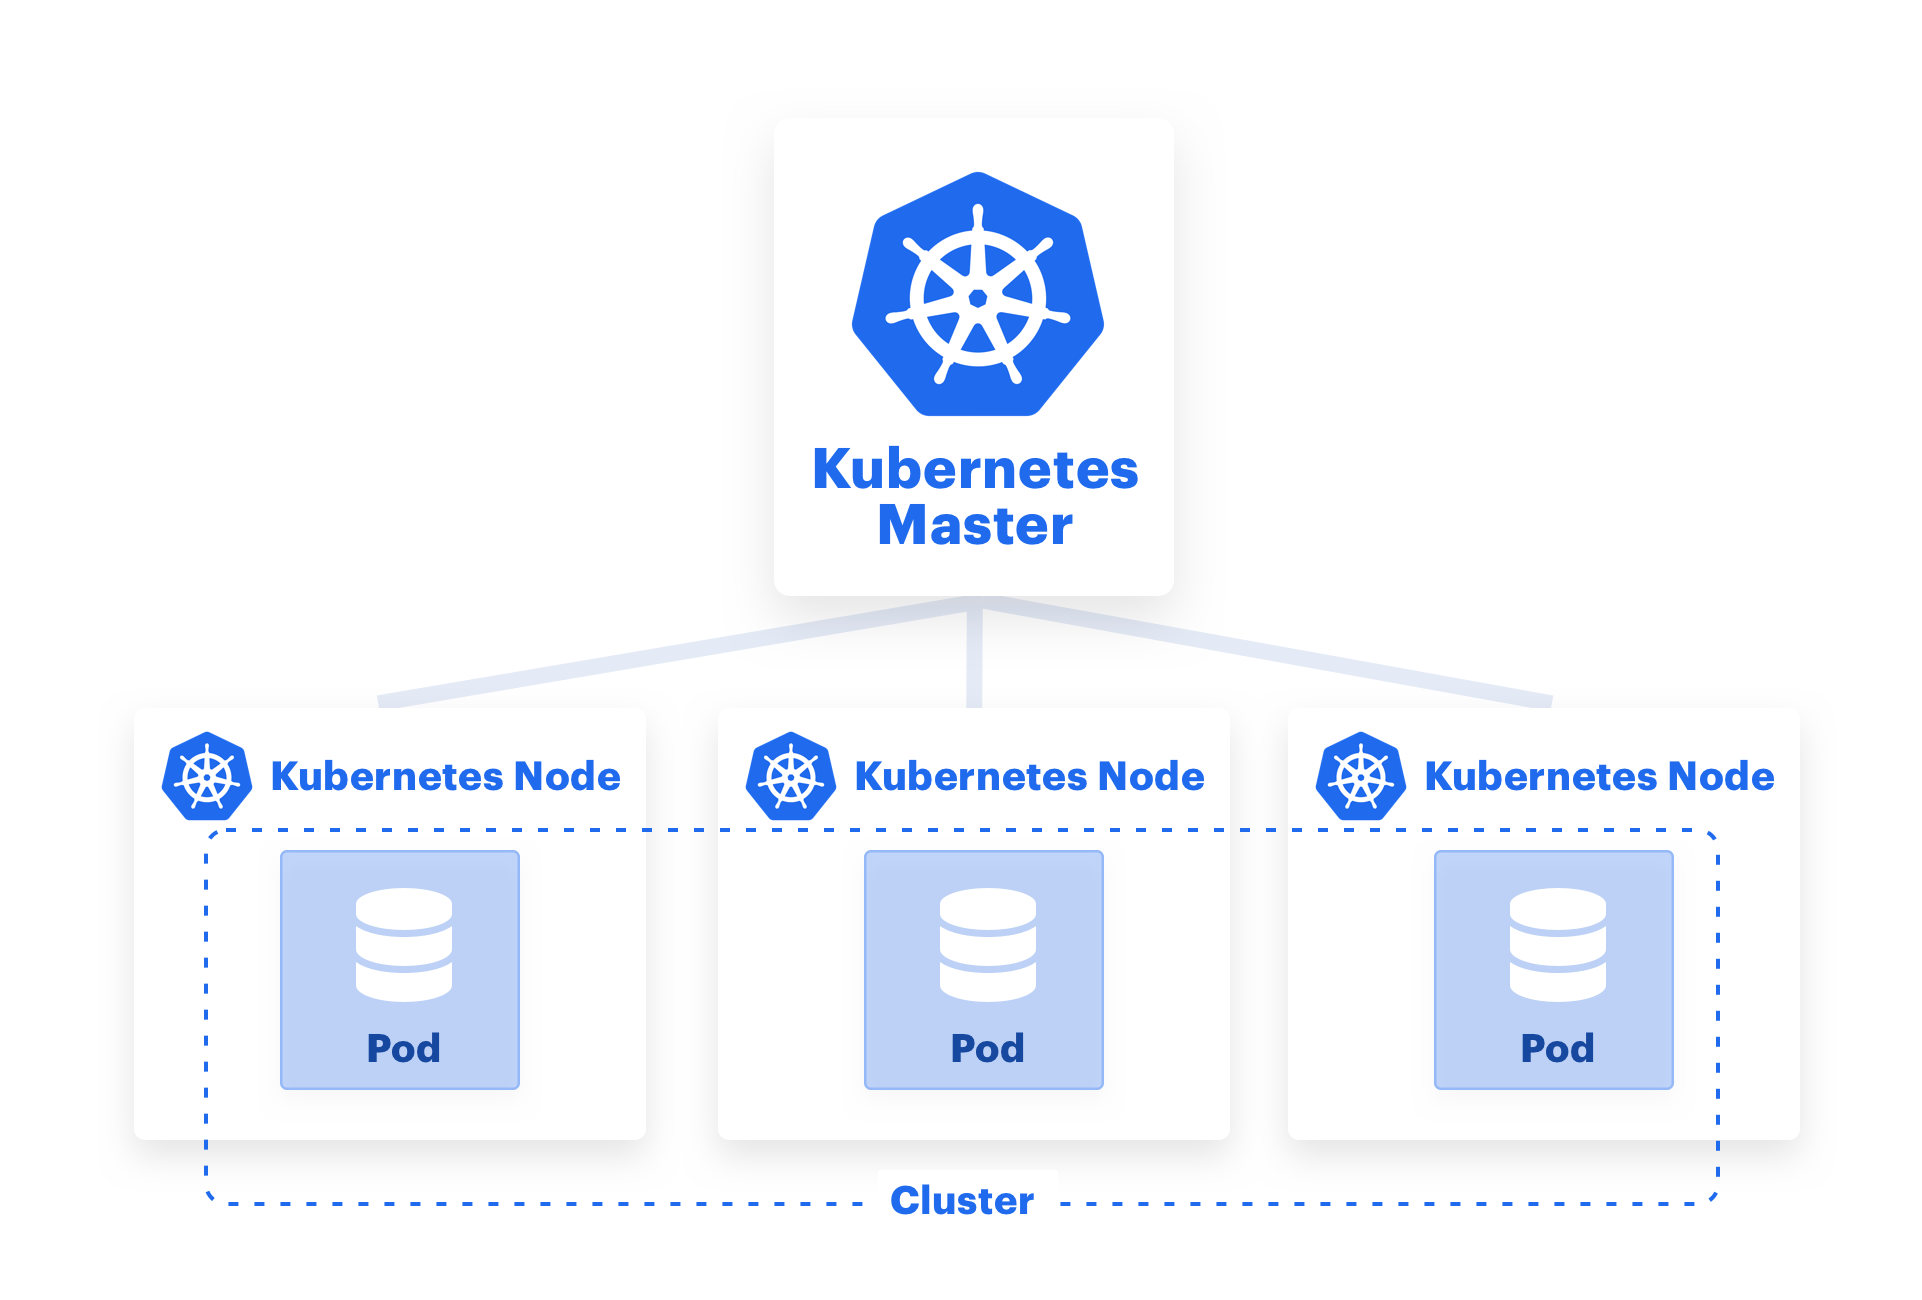 Kubernetes
Master
Kubernetes Node
Kubernetes Node
Kubernetes Node
Pod
Pod
Pod
Cluster